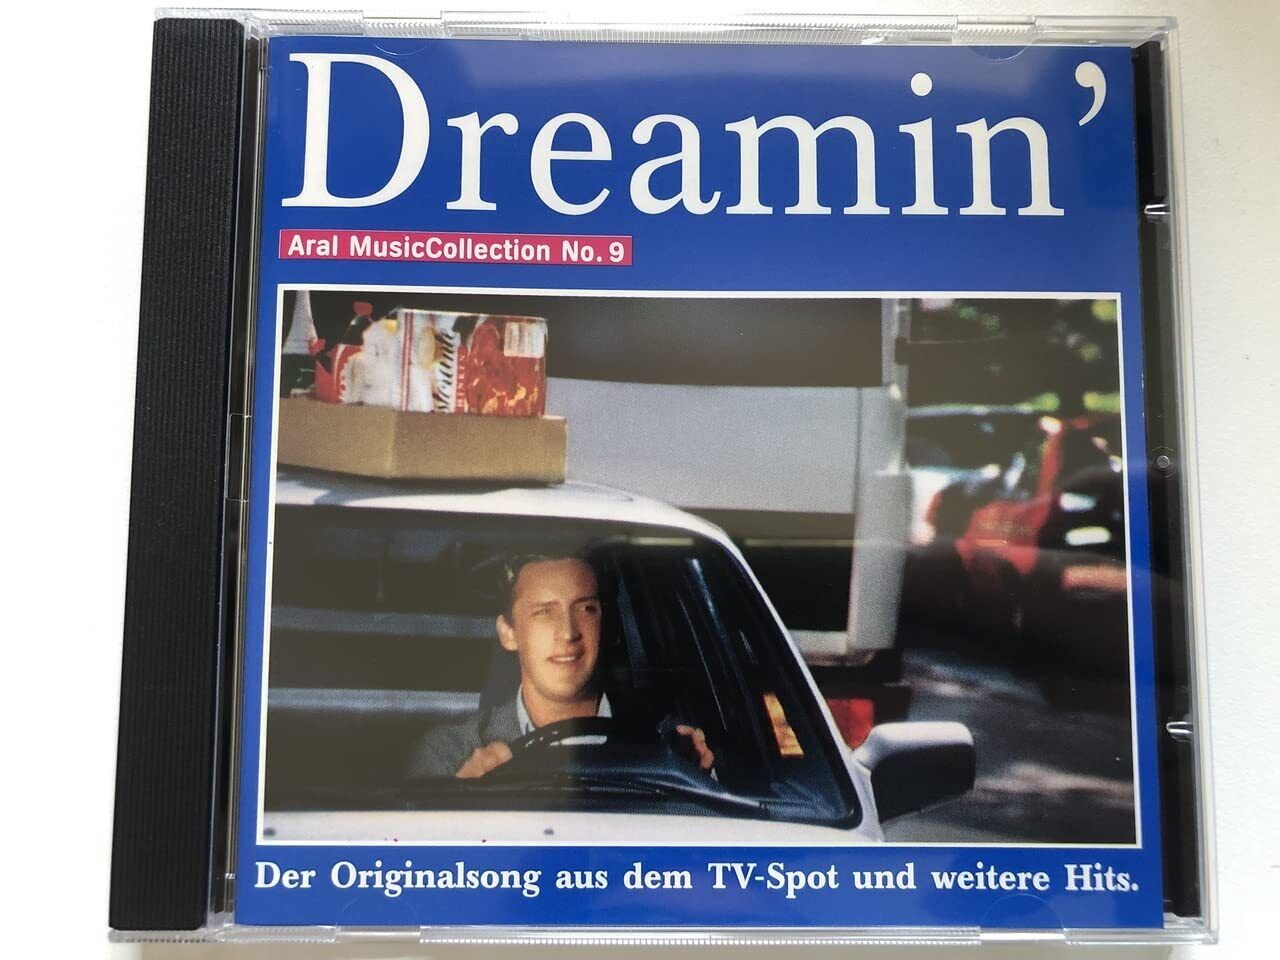 Dreamin’
Aral MusicCollection No. 9
Der Originalsong aus dem TV-Spot und weitere Hits.